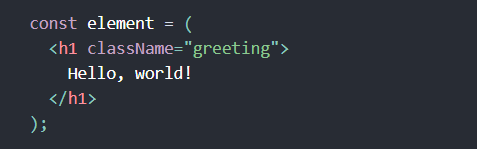 const element = (
  <h1 className="greeting">
    Hello, world!
  </h1>
);